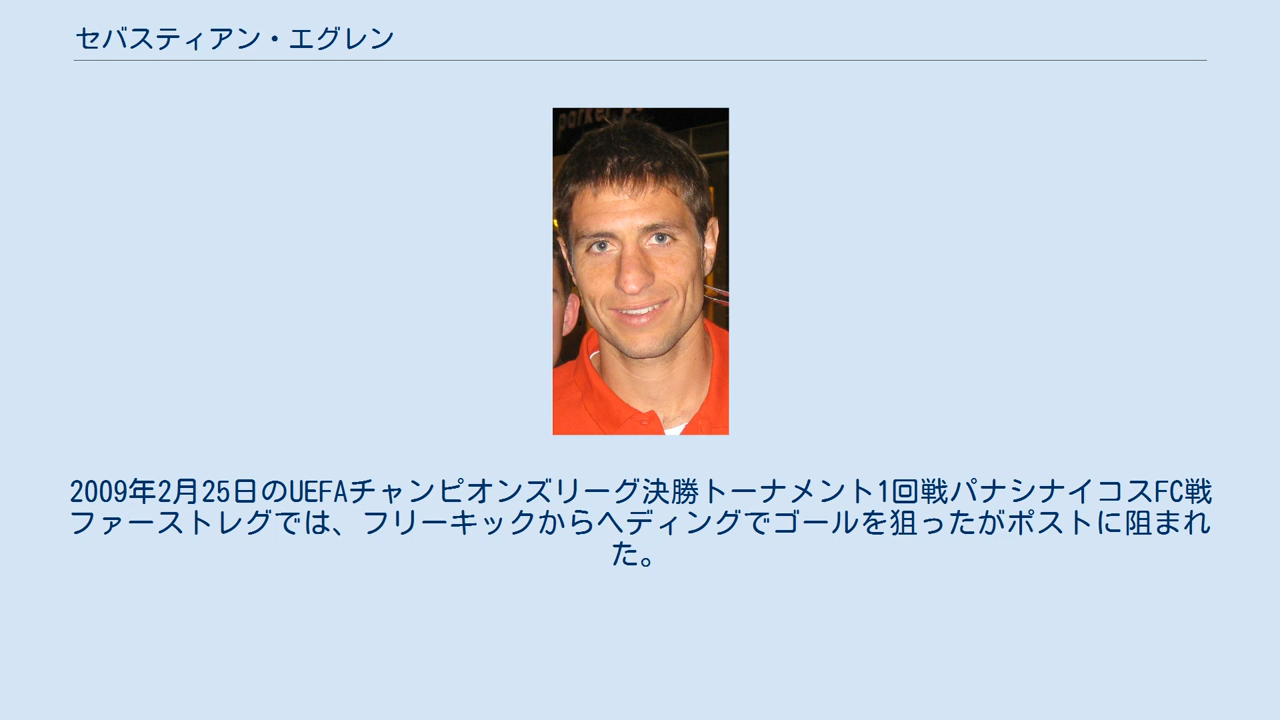 セバスティアン・エグレン
2009年2月25日のUEFAチャンピオンズリーグ決勝トーナメント1回戦パナシナイコスFC戦
ファーストレグでは、フリーキックからヘディングでゴールを狙ったがポストに阻まれ
た。